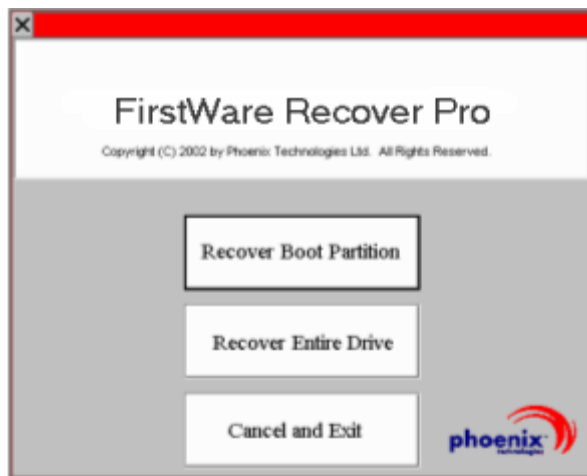 FirstWare Recover Pro
Copyright (C) 2002 by Phoenix Technologies Ltd. All Rights Reserved.
Recover Boot Partition
Recover Entire Drive
Cancel and Exit
phoenix
technologies